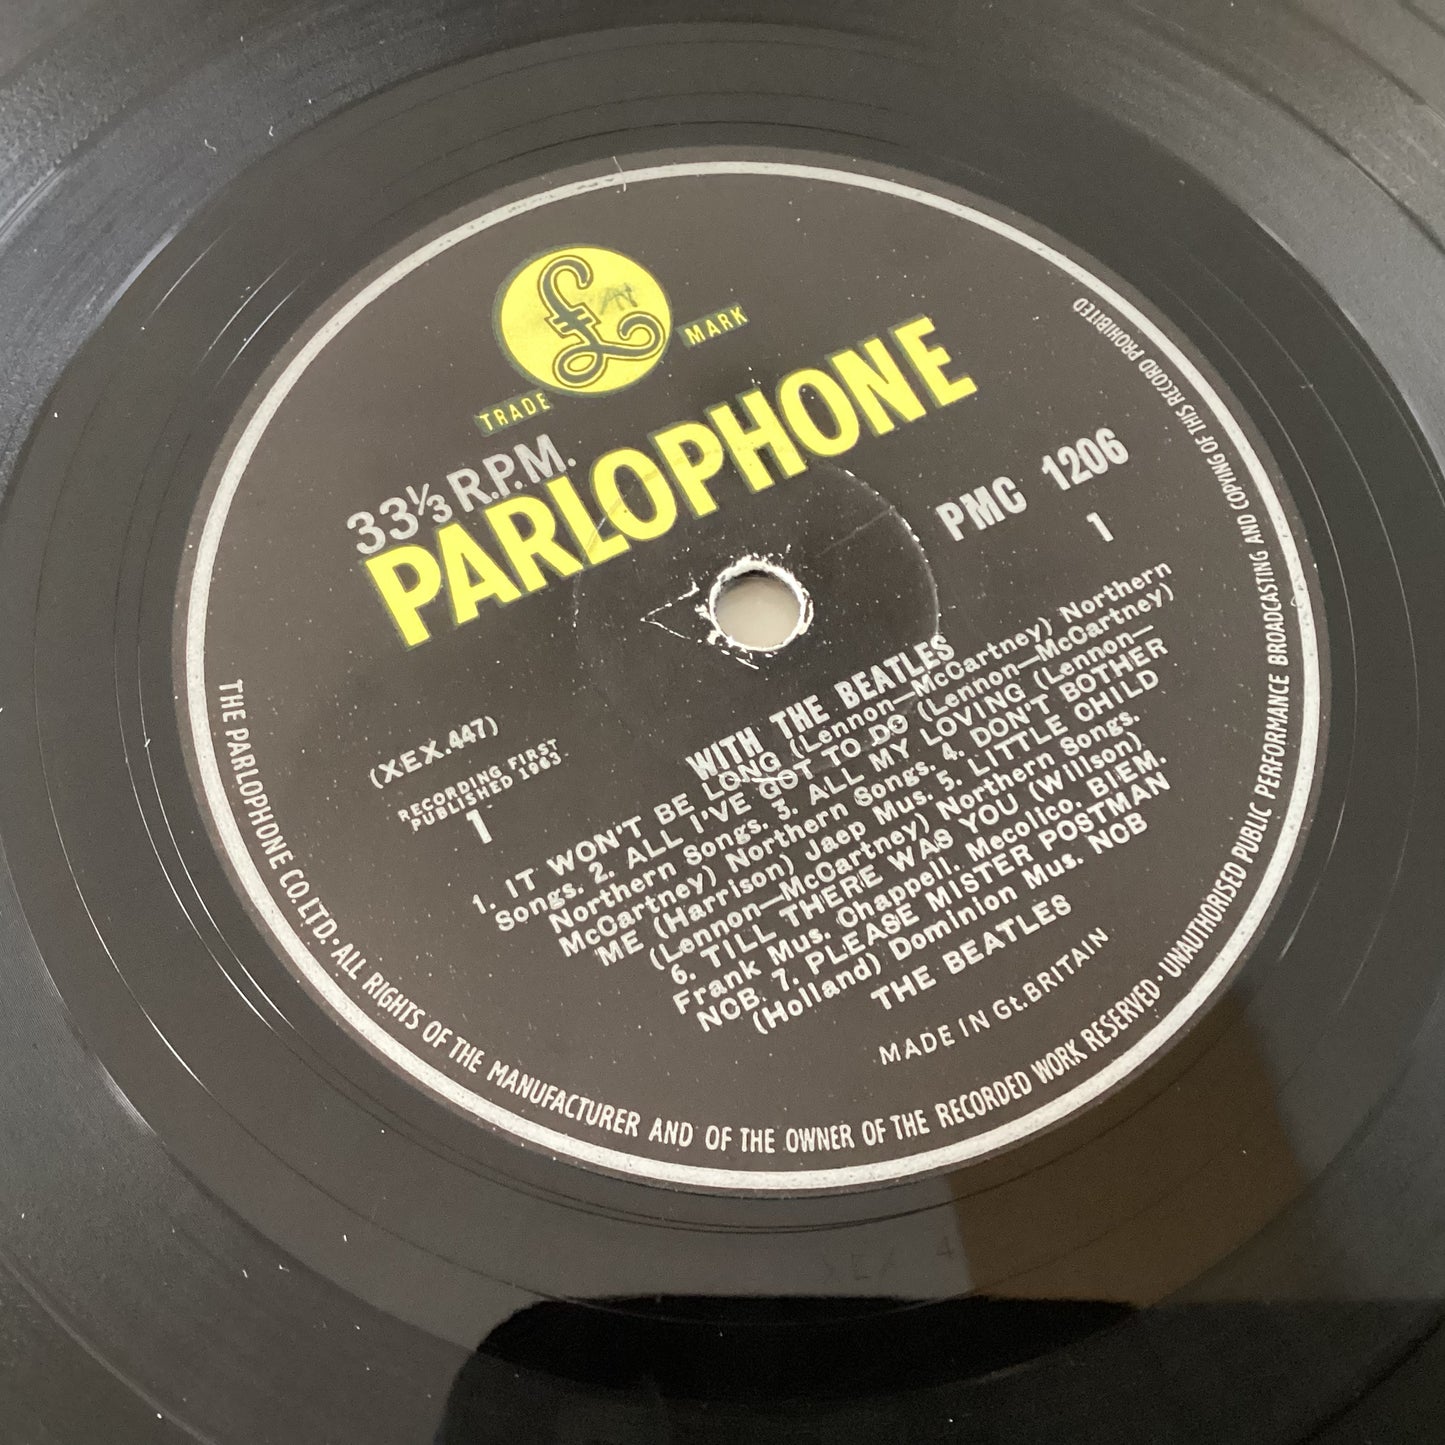 £
TRADE MARK
33⅓ R.P.M.
PARLOPHONE
PMC 1206
1
(XEX.447)
RECORDING FIRST
PUBLISHED 1963
1
WITH THE BEATLES
1. IT WON'T BE LONG (Lennon—McCartney) Northern
Songs. 2. ALL I'VE GOT TO DO (Lennon—McCartney)
Northern Songs. 3. ALL MY LOVING (Lennon—
McCartney) Northern Songs. 4. DON'T BOTHER
ME (Harrison) Jaep Mus. 5. LITTLE CHILD
(Lennon—McCartney) Northern Songs.
6. TILL THERE WAS YOU (Willson)
Frank Mus. Chappell. Mecolico. BIEM.
NCB. 7. PLEASE MISTER POSTMAN
(Holland) Dominion Mus. NCB
THE BEATLES
MADE IN Gt. BRITAIN
THE PARLOPHONE CO. LTD. · ALL RIGHTS OF THE MANUFACTURER AND OF THE OWNER OF THE RECORDED WORK RESERVED · UNAUTHORISED PUBLIC PERFORMANCE BROADCASTING AND COPYING OF THIS RECORD PROHIBITED